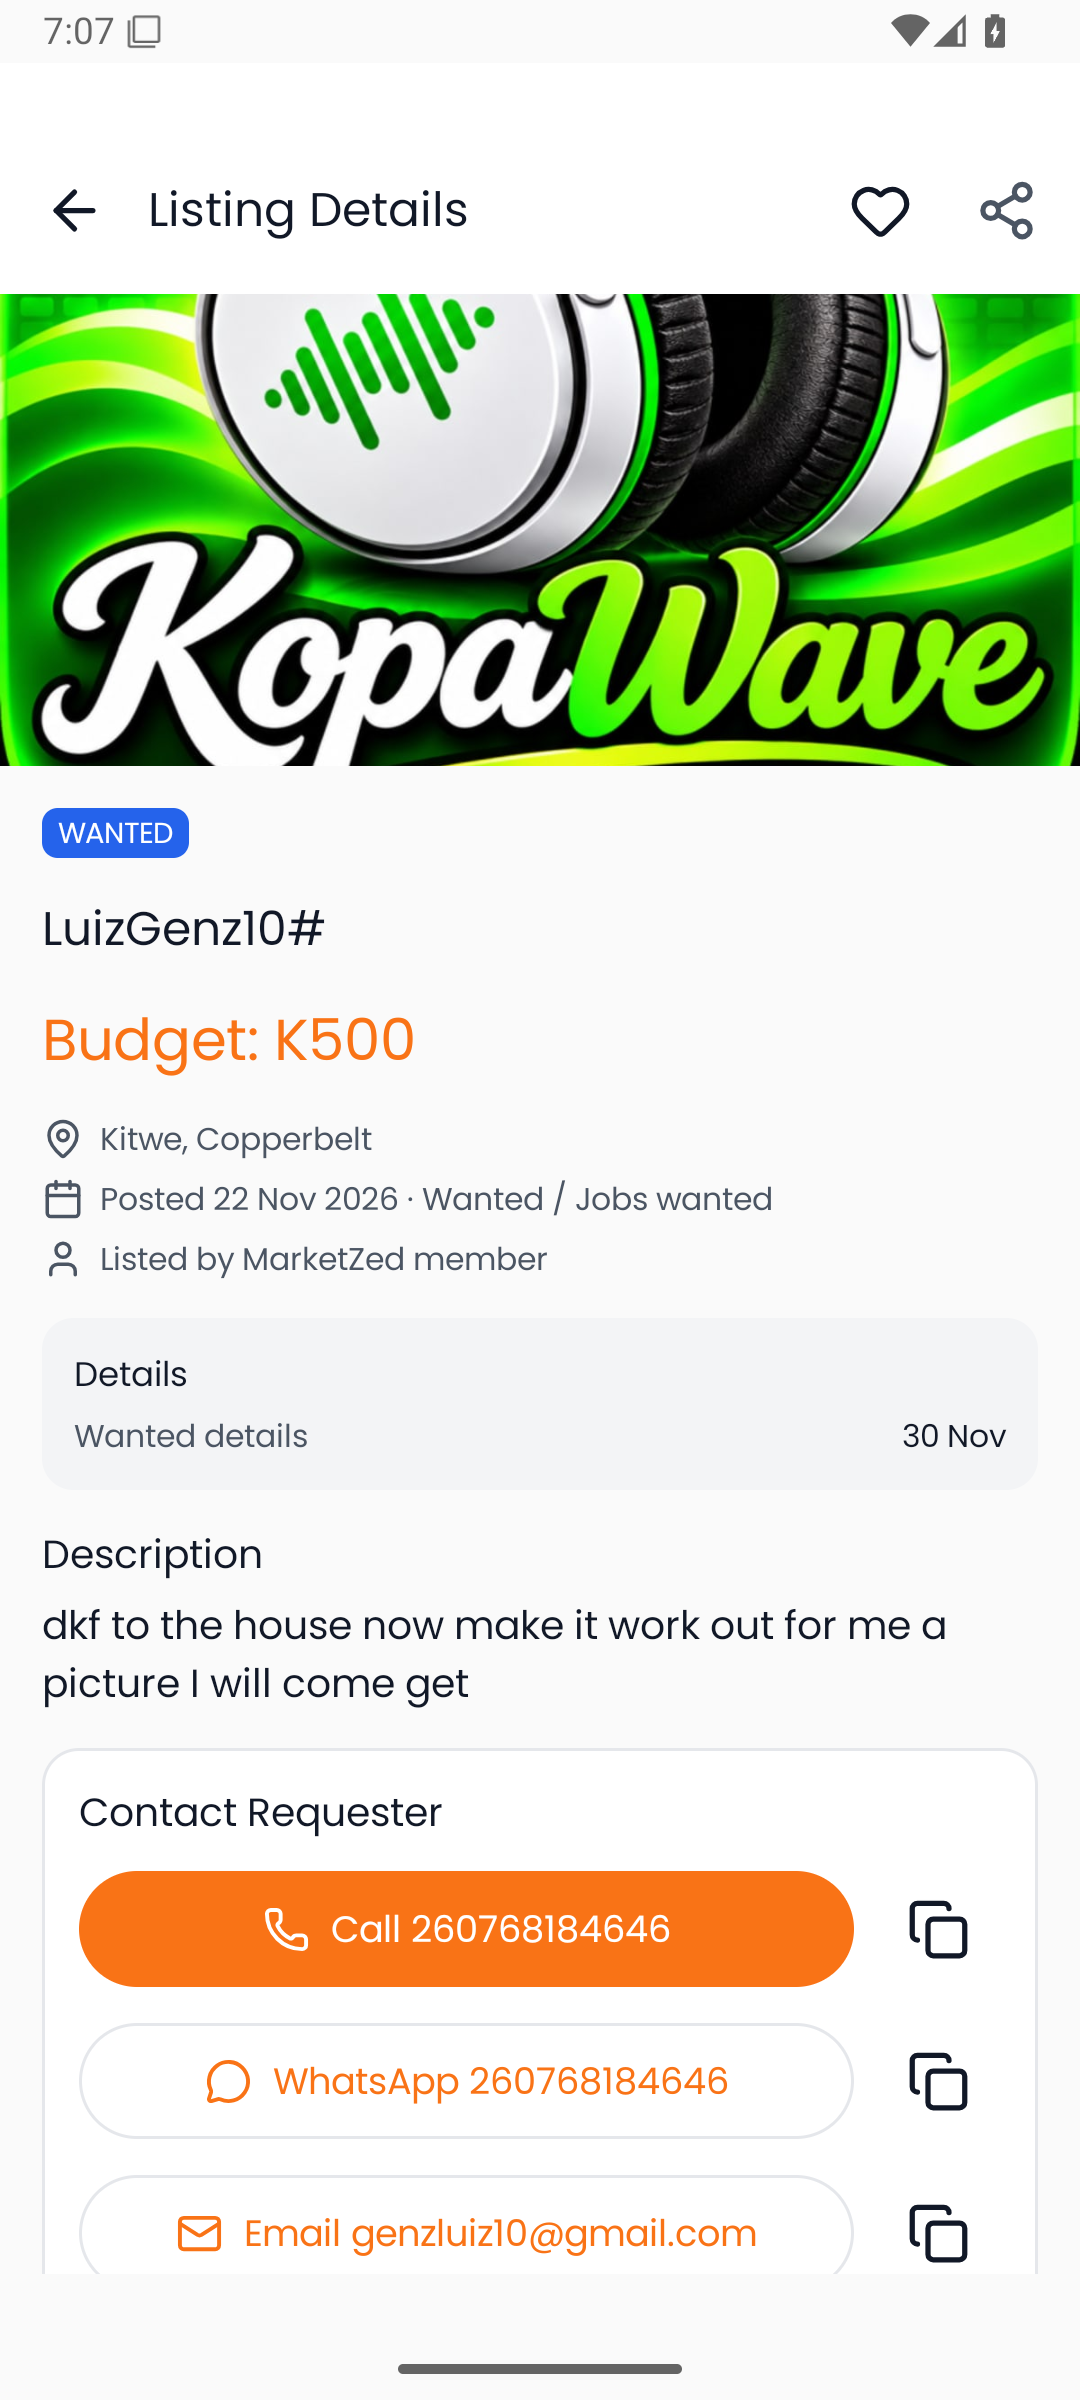 7:07
Listing Details
KopaWave
WANTED
LuizGenz10#
Budget: K500
Kitwe, Copperbelt
Posted 22 Nov 2026 · Wanted / Jobs wanted
Listed by MarketZed member
Details
Wanted details 30 Nov
Description
dkf to the house now make it work out for me a
picture I will come get
Contact Requester
Call 260768184646
WhatsApp 260768184646
Email genzluiz10@gmail.com